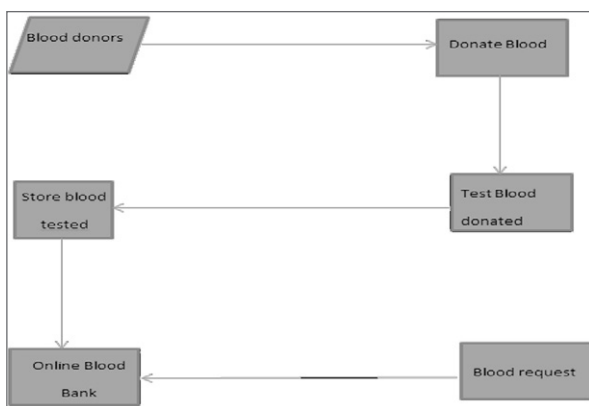 Blood donors
Donate Blood
Store blood
tested
Test Blood
donated
Online Blood
Bank
Blood request